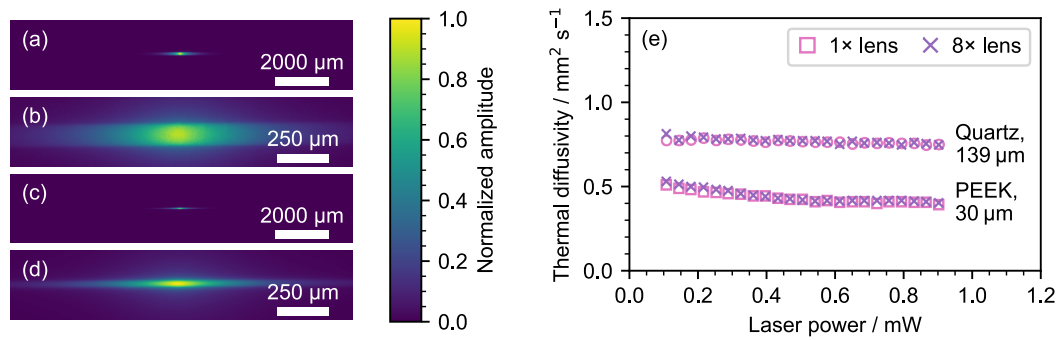 (a)
2000 µm
(b)
250 µm
(c)
2000 µm
(d)
250 µm
1.0
0.8
0.6
0.4
0.2
0.0
Normalized amplitude
(e)
1× lens
8× lens
Quartz,
139 µm
PEEK,
30 µm
1.5
1.0
0.5
0.0
Thermal diffusivity / mm² s⁻¹
0.0 0.2 0.4 0.6 0.8 1.0 1.2
Laser power / mW